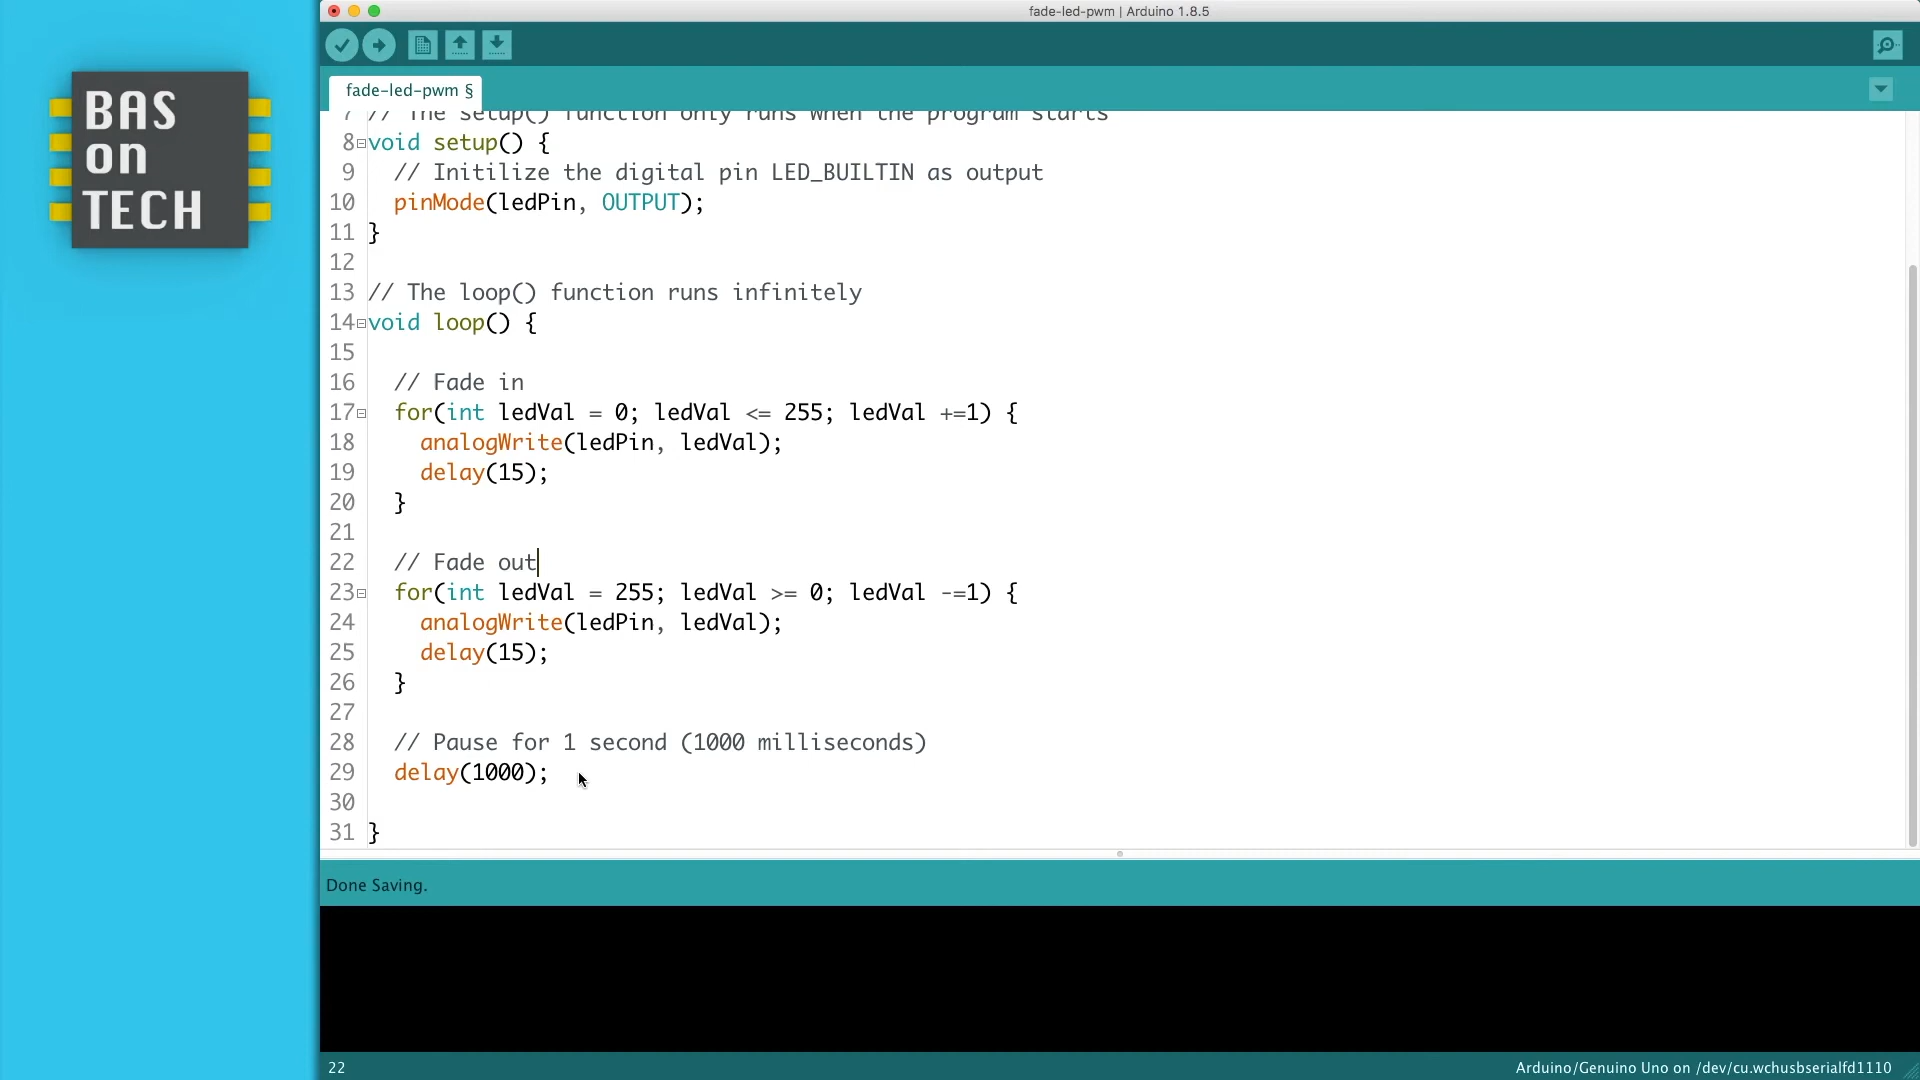 fade-led-pwm | Arduino 1.8.5
BAS
on
TECH
fade-led-pwm §
7 // The setup() function only runs when the program starts
8 void setup() {
9 // Initilize the digital pin LED_BUILTIN as output
10 pinMode(ledPin, OUTPUT);
11 }
12
13 // The loop() function runs infinitely
14 void loop() {
15
16 // Fade in
17 for(int ledVal = 0; ledVal <= 255; ledVal +=1) {
18 analogWrite(ledPin, ledVal);
19 delay(15);
20 }
21
22 // Fade out
23 for(int ledVal = 255; ledVal >= 0; ledVal -=1) {
24 analogWrite(ledPin, ledVal);
25 delay(15);
26 }
27
28 // Pause for 1 second (1000 milliseconds)
29 delay(1000);
30
31 }
Done Saving.
22
Arduino/Genuino Uno on /dev/cu.wchusbserialfd1110